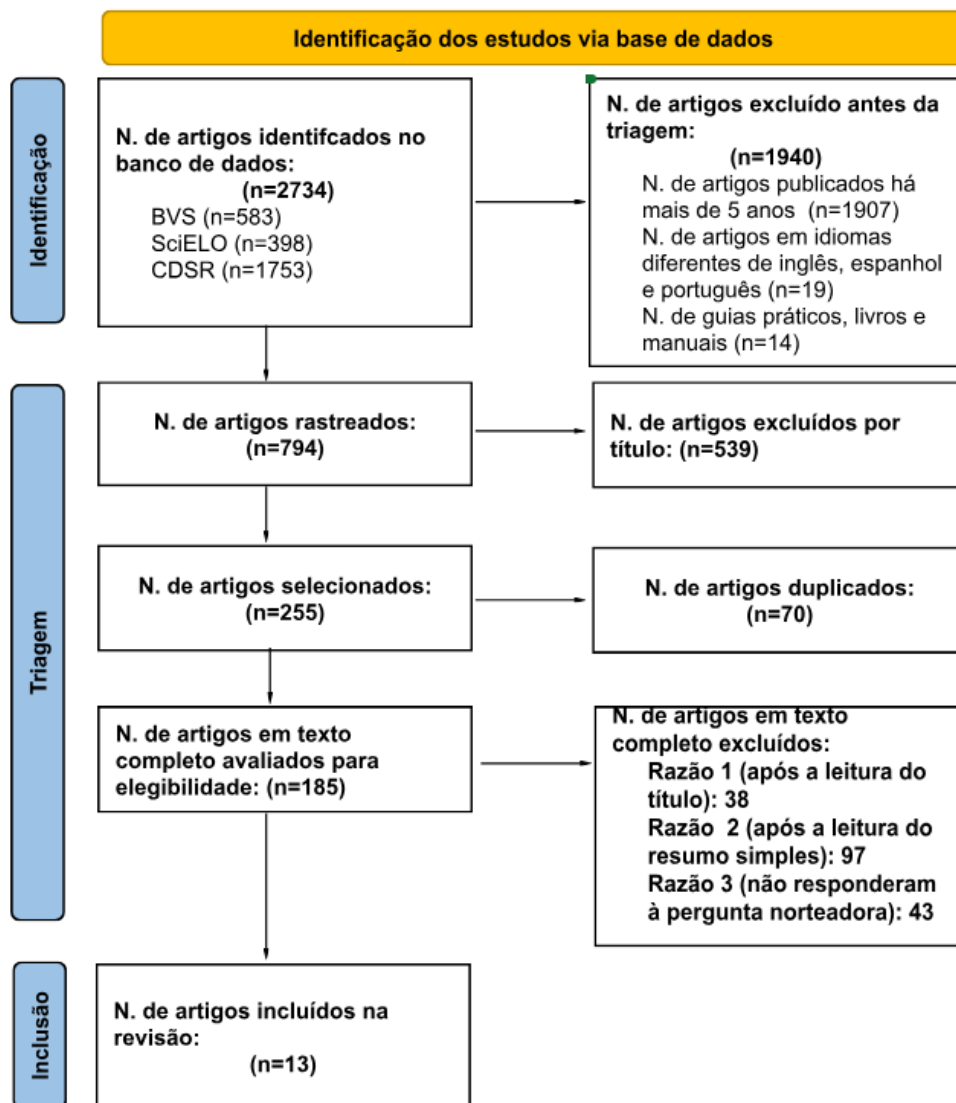 Identificação dos estudos via base de dados
Identificação
N. de artigos identifcados no
banco de dados:
(n=2734)
BVS (n=583)
SciELO (n=398)
CDSR (n=1753)
N. de artigos excluído antes da
triagem:
(n=1940)
N. de artigos publicados há
mais de 5 anos (n=1907)
N. de artigos em idiomas
diferentes de inglês, espanhol
e português (n=19)
N. de guias práticos, livros e
manuais (n=14)
Triagem
N. de artigos rastreados:
(n=794)
N. de artigos excluídos por
título: (n=539)
N. de artigos selecionados:
(n=255)
N. de artigos duplicados:
(n=70)
N. de artigos em texto
completo avaliados para
elegibilidade: (n=185)
N. de artigos em texto
completo excluídos:
Razão 1 (após a leitura do
título): 38
Razão 2 (após a leitura do
resumo simples): 97
Razão 3 (não responderam
à pergunta norteadora): 43
Inclusão
N. de artigos incluídos na
revisão:
(n=13)